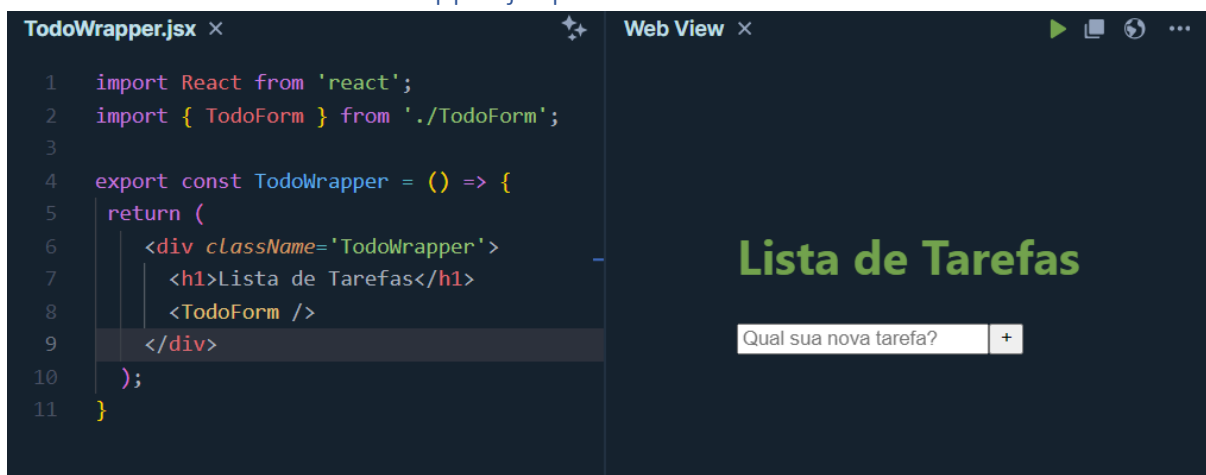 TodoWrapper.jsx ×
1 import React from 'react';
2 import { TodoForm } from './TodoForm';
3
4 export const TodoWrapper = () => {
5 return (
6 <div className='TodoWrapper'>
7 <h1>Lista de Tarefas</h1>
8 <TodoForm />
9 </div>
10 );
11 }
Web View ×
Lista de Tarefas
Qual sua nova tarefa? +